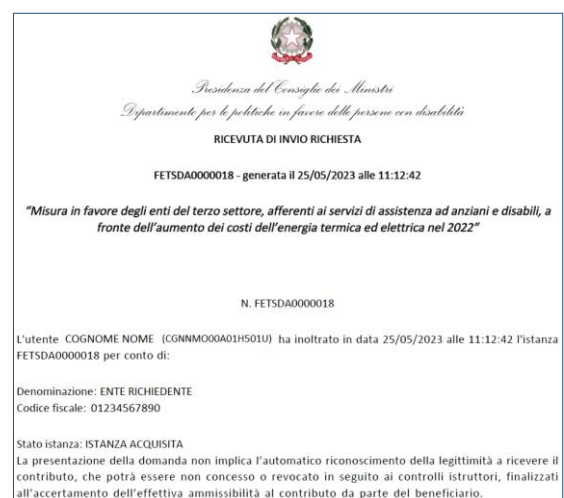 Presidenza del Consiglio dei Ministri
Dipartimento per le politiche in favore delle persone con disabilità
RICEVUTA DI INVIO RICHIESTA
FETSDA0000018 - generata il 25/05/2023 alle 11:12:42
"Misura in favore degli enti del terzo settore, afferenti ai servizi di assistenza ad anziani e disabili, a
fronte dell'aumento dei costi dell'energia termica ed elettrica nel 2022"
N. FETSDA0000018
L'utente COGNOME NOME (CGNNMO00A01H501U) ha inoltrato in data 25/05/2023 alle 11:12:42 l'istanza
FETSDA0000018 per conto di:
Denominazione: ENTE RICHIEDENTE
Codice fiscale: 01234567890
Stato istanza: ISTANZA ACQUISITA
La presentazione della domanda non implica l'automatico riconoscimento della legittimità a ricevere il
contributo, che potrà essere non concesso o revocato in seguito ai controlli istruttori, finalizzati
all'accertamento dell'effettiva ammissibilità al contributo da parte del beneficiario.